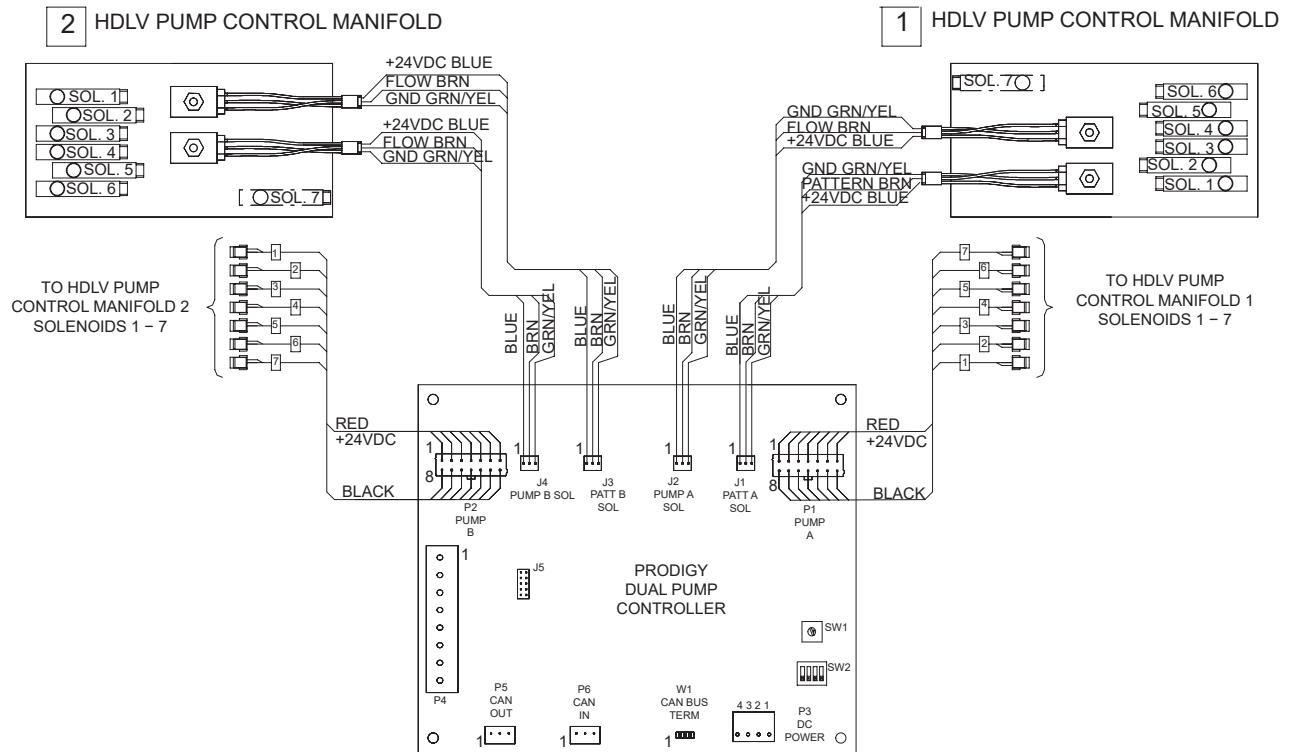 2 HDLV PUMP CONTROL MANIFOLD
1 HDLV PUMP CONTROL MANIFOLD
SOL. 1
SOL. 2
SOL. 3
SOL. 4
SOL. 5
SOL. 6
SOL. 7
+24VDC BLUE
FLOW BRN
GND GRN/YEL
+24VDC BLUE
FLOW BRN
GND GRN/YEL
GND GRN/YEL
FLOW BRN
+24VDC BLUE
GND GRN/YEL
PATTERN BRN
+24VDC BLUE
SOL. 7
SOL. 6
SOL. 5
SOL. 4
SOL. 3
SOL. 2
SOL. 1
TO HDLV PUMP
CONTROL MANIFOLD 2
SOLENOIDS 1 – 7
1
2
3
4
5
6
7
BLUE
BRN
GRN/YEL
BLUE
BRN
GRN/YEL
BLUE
BRN
GRN/YEL
BLUE
BRN
GRN/YEL
7
6
5
4
3
2
1
TO HDLV PUMP
CONTROL MANIFOLD 1
SOLENOIDS 1 – 7
RED
+24VDC
BLACK
1
8
P2
PUMP
B
1
J4
PUMP B SOL
1
J3
PATT B
SOL
1
J2
PUMP A
SOL
1
J1
PATT A
SOL
1
8
P1
PUMP
A
RED
+24VDC
BLACK
1
P4
J5
PRODIGY
DUAL PUMP
CONTROLLER
SW1
SW2
P5
CAN
OUT
1
P6
CAN
IN
1
W1
CAN BUS
TERM
1
4 3 2 1
P3
DC
POWER